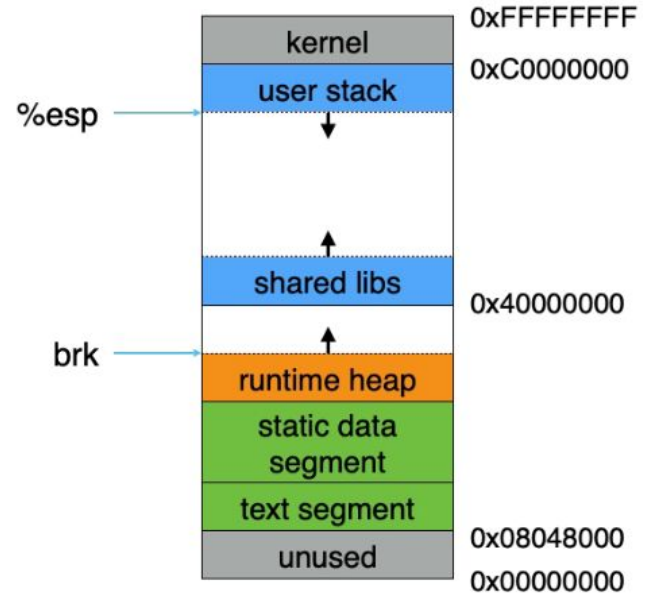 0xFFFFFFFF
kernel
0xC0000000
user stack
%esp
shared libs
0x40000000
brk
runtime heap
static data
segment
text segment
0x08048000
unused
0x00000000